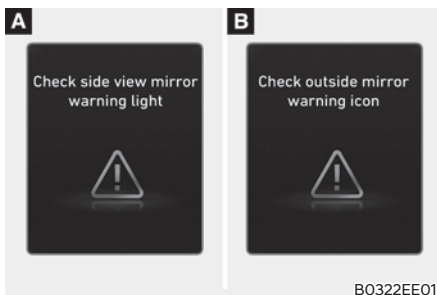 A
Check side view mirror
warning light
B
Check outside mirror
warning icon
B0322EE01